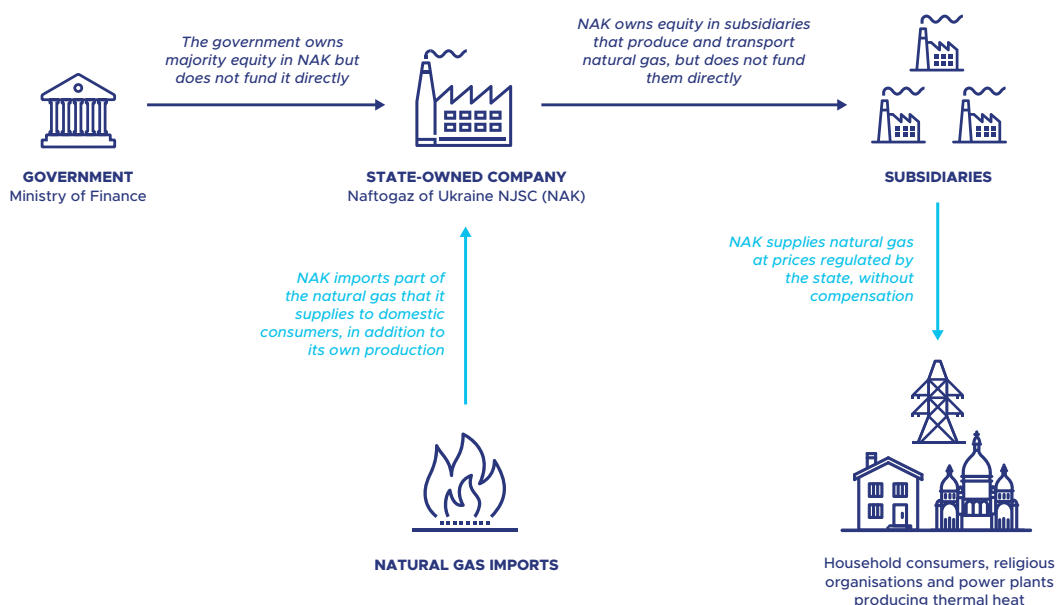 The government owns
majority equity in NAK but
does not fund it directly
NAK owns equity in subsidiaries
that produce and transport
natural gas, but does not fund
them directly
GOVERNMENT
Ministry of Finance
STATE-OWNED COMPANY
Naftogaz of Ukraine NJSC (NAK)
SUBSIDIARIES
NAK imports part of
the natural gas that it
supplies to domestic
consumers, in addition to
its own production
NAK supplies natural gas
at prices regulated by
the state, without
compensation
NATURAL GAS IMPORTS
Household consumers, religious
organisations and power plants
producing thermal heat